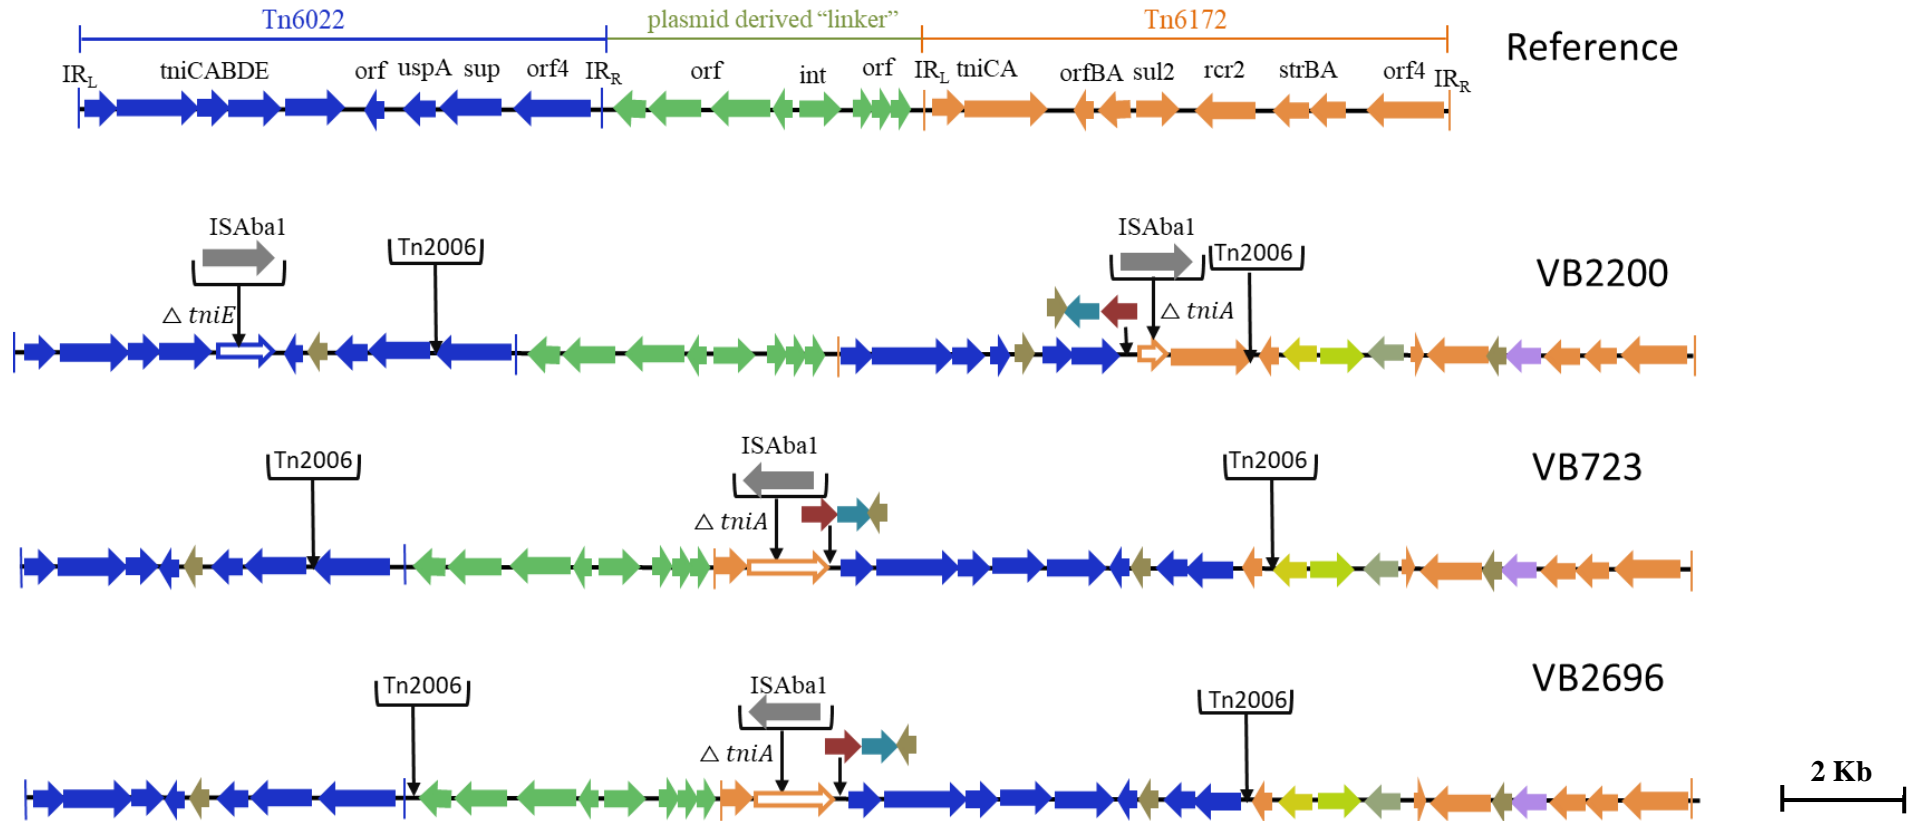 Tn6022 plasmid derived “linker” Tn6172
Reference
IRL tniCABDE orf uspA sup orf4 IRR orf int orf IRL tniCA orfBA sul2 rcr2 strBA orf4 IRR
ISAba1 Tn2006 ISAba1 Tn2006
VB2200
△ tniE △ tniA
Tn2006 ISAba1 Tn2006
VB723
△ tniA
Tn2006 ISAba1 Tn2006
VB2696
△ tniA
2 Kb